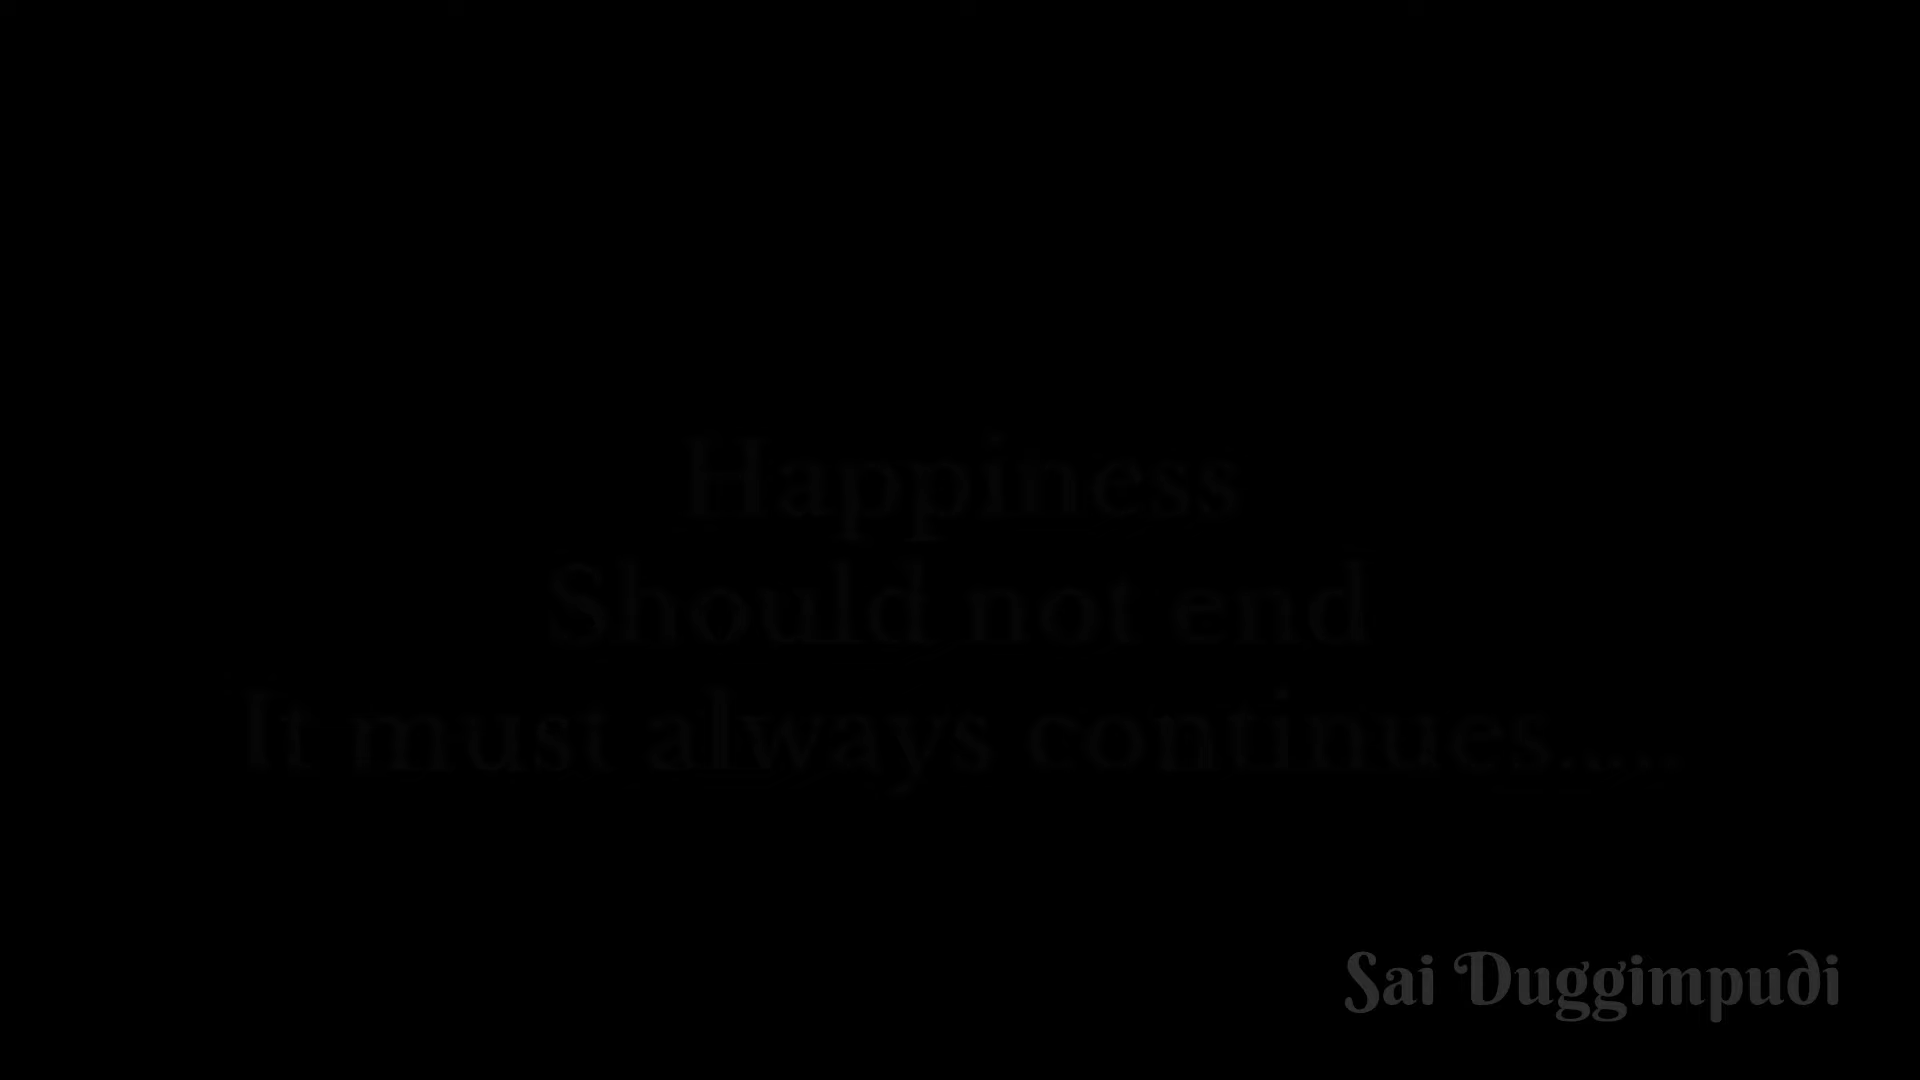 Happiness
Should not end
It must always continues.....
Sai Duggimpudi